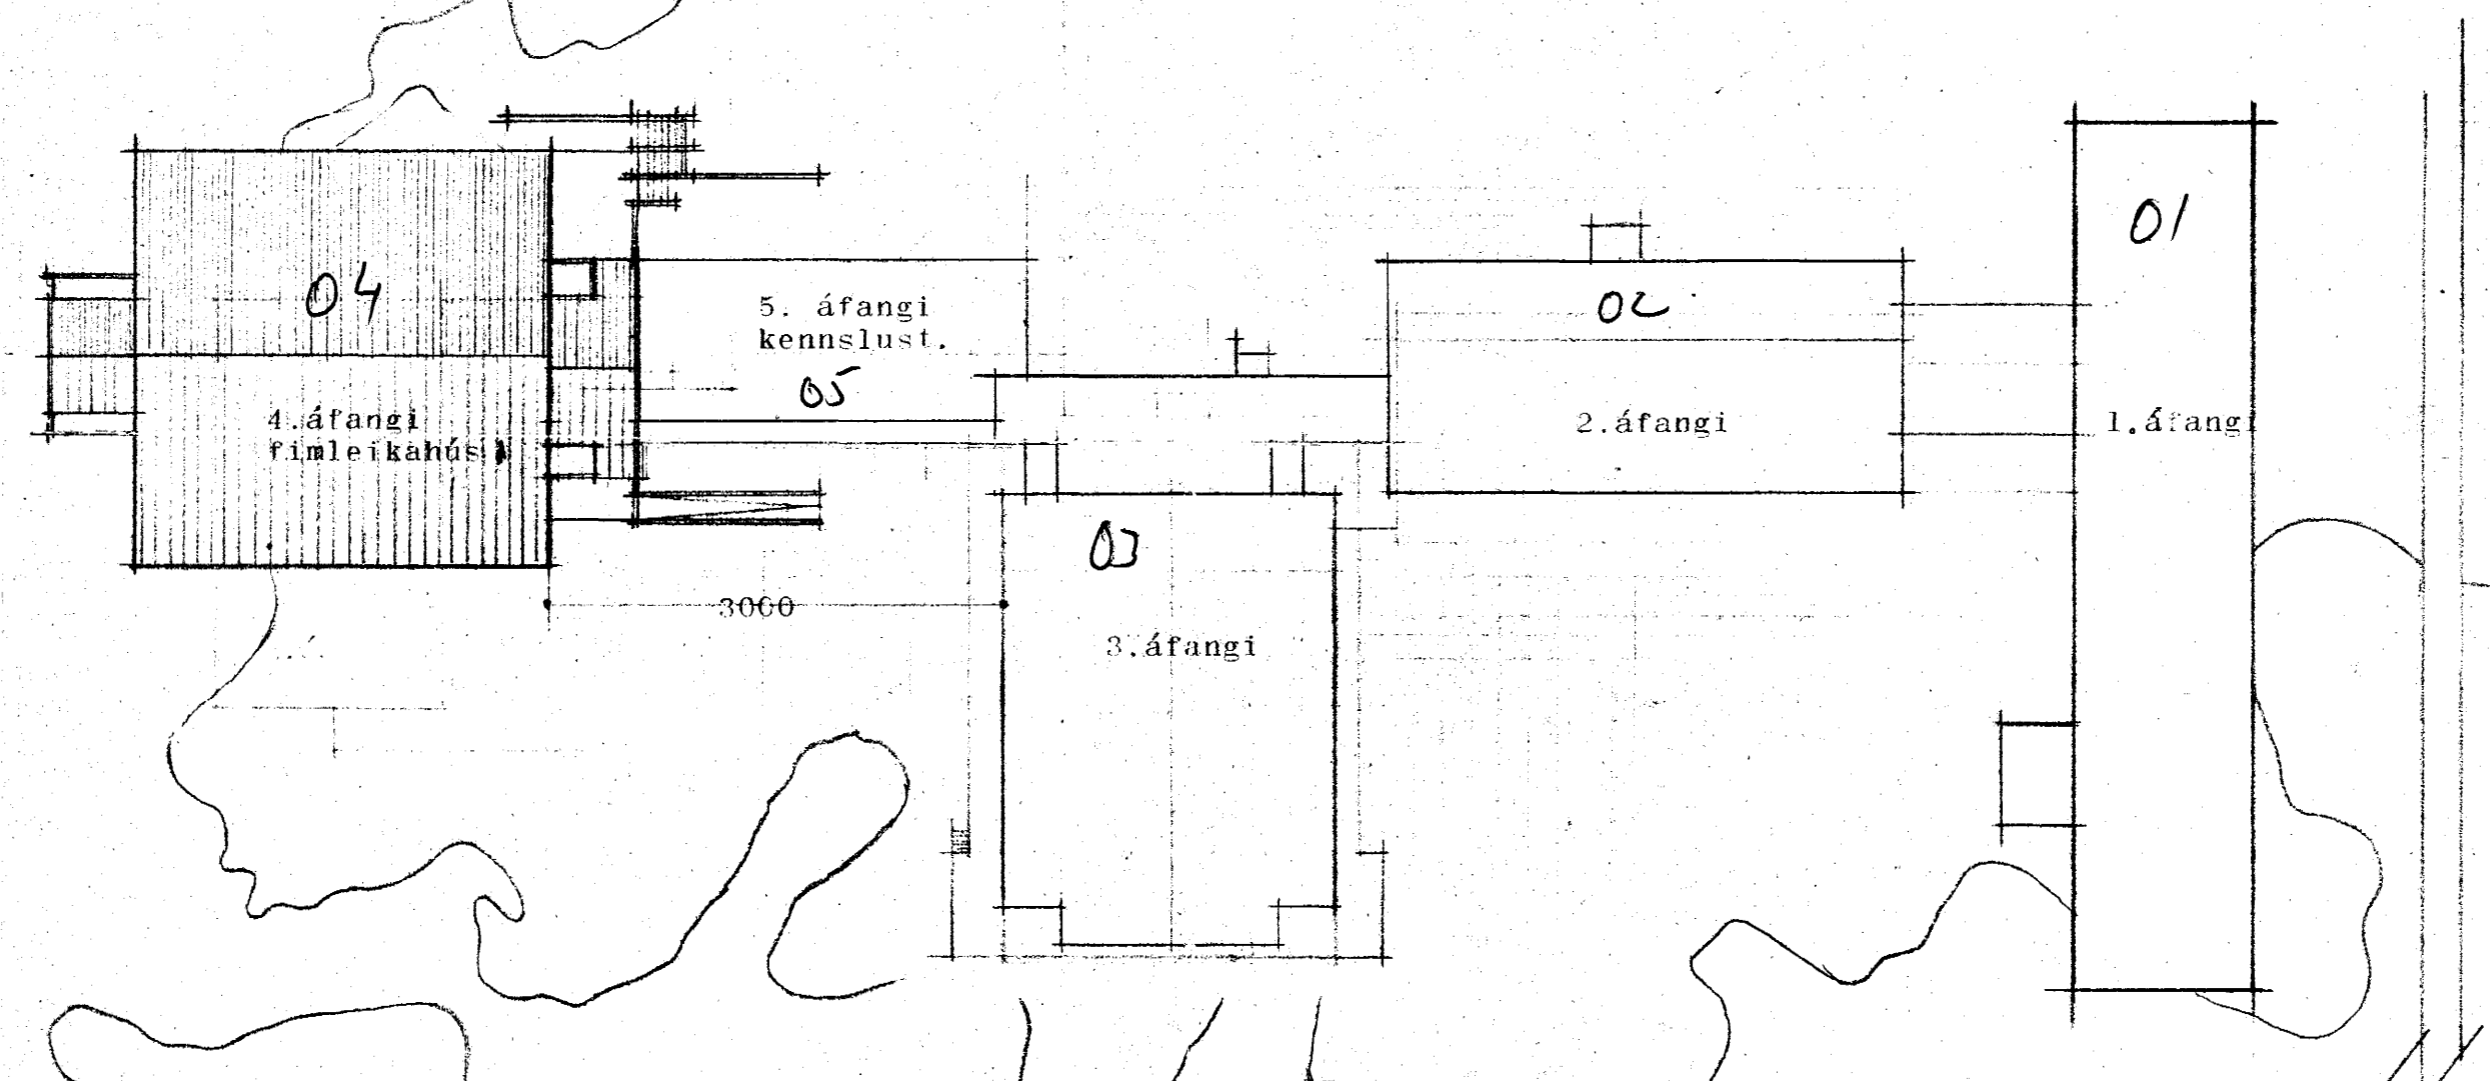 01
04
02
5. áfangi
kennslust.
05
4.áfangi
fimleikahús
2.áfangi
1.áfangi
03
3000
3.áfangi